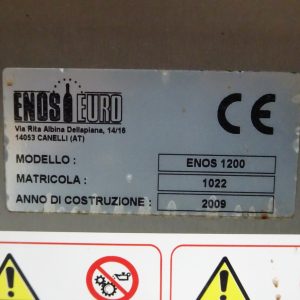 ENOS EURO
Via Rita Albina Dellapiana, 14/16
14053 CANELLI (AT)
CE
MODELLO : ENOS 1200
MATRICOLA : 1022
ANNO DI COSTRUZIONE : 2009